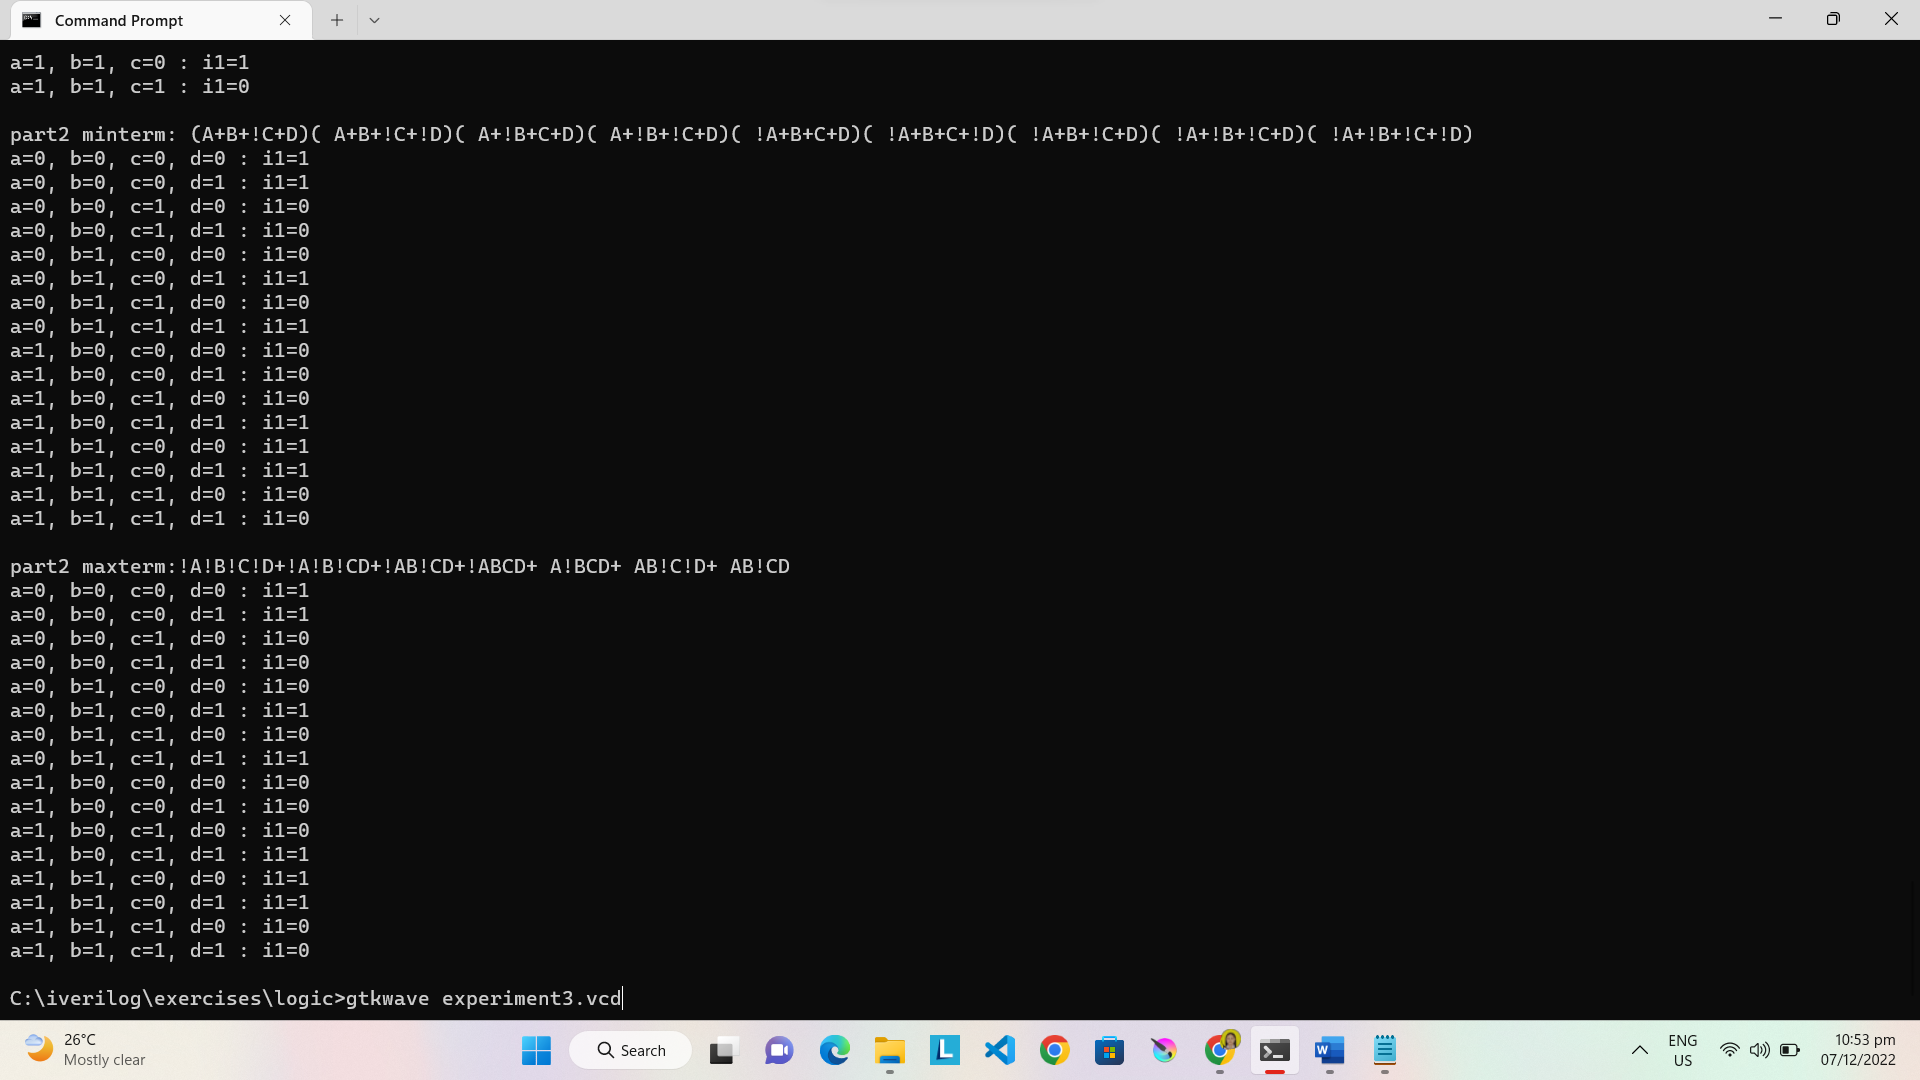 Command Prompt
a=1, b=1, c=0 : i1=1
a=1, b=1, c=1 : i1=0
part2 minterm: (A+B+!C+D)( A+B+!C+!D)( A+!B+C+D)( A+!B+!C+D)( !A+B+C+D)( !A+B+C+!D)( !A+B+!C+D)( !A+!B+!C+D)( !A+!B+!C+!D)
a=0, b=0, c=0, d=0 : i1=1
a=0, b=0, c=0, d=1 : i1=1
a=0, b=0, c=1, d=0 : i1=0
a=0, b=0, c=1, d=1 : i1=0
a=0, b=1, c=0, d=0 : i1=0
a=0, b=1, c=0, d=1 : i1=1
a=0, b=1, c=1, d=0 : i1=0
a=0, b=1, c=1, d=1 : i1=1
a=1, b=0, c=0, d=0 : i1=0
a=1, b=0, c=0, d=1 : i1=0
a=1, b=0, c=1, d=0 : i1=0
a=1, b=0, c=1, d=1 : i1=1
a=1, b=1, c=0, d=0 : i1=1
a=1, b=1, c=0, d=1 : i1=1
a=1, b=1, c=1, d=0 : i1=0
a=1, b=1, c=1, d=1 : i1=0
part2 maxterm:!A!B!C!D+!A!B!CD+!AB!CD+!ABCD+ A!BCD+ AB!C!D+ AB!CD
a=0, b=0, c=0, d=0 : i1=1
a=0, b=0, c=0, d=1 : i1=1
a=0, b=0, c=1, d=0 : i1=0
a=0, b=0, c=1, d=1 : i1=0
a=0, b=1, c=0, d=0 : i1=0
a=0, b=1, c=0, d=1 : i1=1
a=0, b=1, c=1, d=0 : i1=0
a=0, b=1, c=1, d=1 : i1=1
a=1, b=0, c=0, d=0 : i1=0
a=1, b=0, c=0, d=1 : i1=0
a=1, b=0, c=1, d=0 : i1=0
a=1, b=0, c=1, d=1 : i1=1
a=1, b=1, c=0, d=0 : i1=1
a=1, b=1, c=0, d=1 : i1=1
a=1, b=1, c=1, d=0 : i1=0
a=1, b=1, c=1, d=1 : i1=0
C:\iverilog\exercises\logic>gtkwave experiment3.vcd
26°C
Mostly clear
Search
ENG
US
10:53 pm
07/12/2022